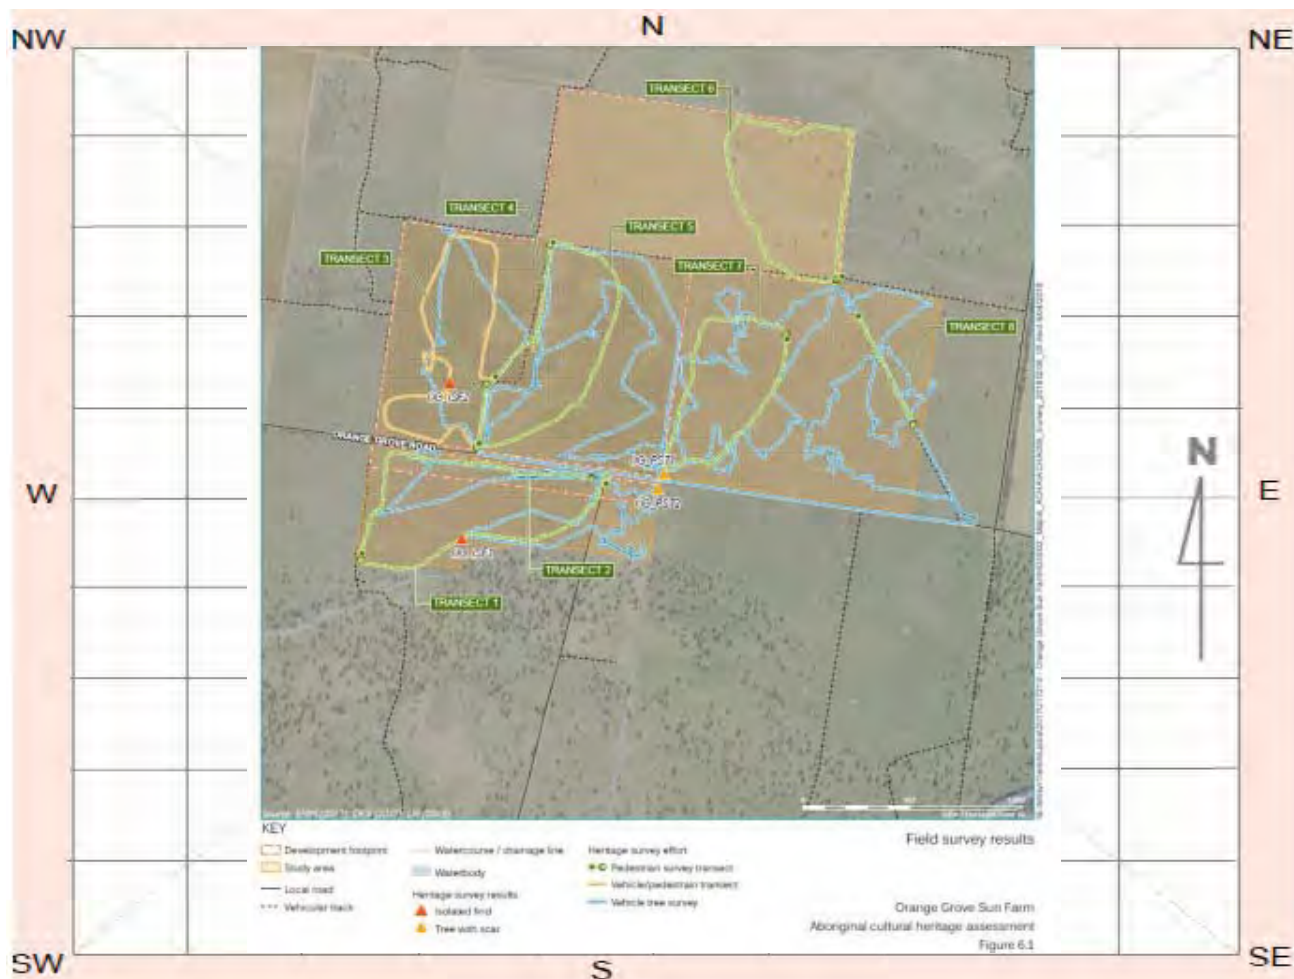 N
NW
NE
TRANSECT 6
TRANSECT 4
TRANSECT 5
TRANSECT 3
TRANSECT 7
TRANSECT 8
ORANGE GROVE ROAD
W
E
N
TRANSECT 2
TRANSECT 1
KEY
Development footprint
Study area
Local road
Vehicular track
Watercourse / drainage line
Waterbody
Heritage survey results
Isolated find
Tree with scar
Heritage survey effort
Pedestrian survey transect
Vehicle/pedestrian transect
Vehicle tree survey
Field survey results
Orange Grove Sun Farm
Aboriginal cultural heritage assessment
Figure 6.1
SW
S
SE